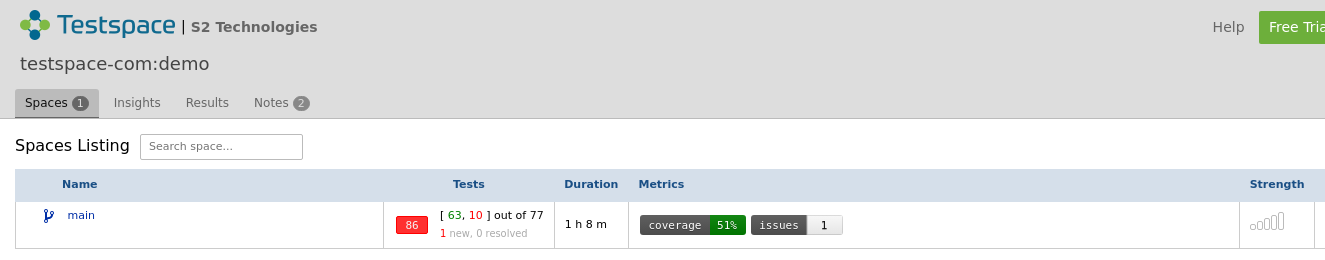 Testspace | S2 Technologies
Help Free Tria
testspace-com:demo
Spaces 1 Insights Results Notes 2
Spaces Listing Search space...
Name Tests Duration Metrics Strength
main 86 [ 63, 10 ] out of 77 1 h 8 m coverage 51% issues 1
1 new, 0 resolved